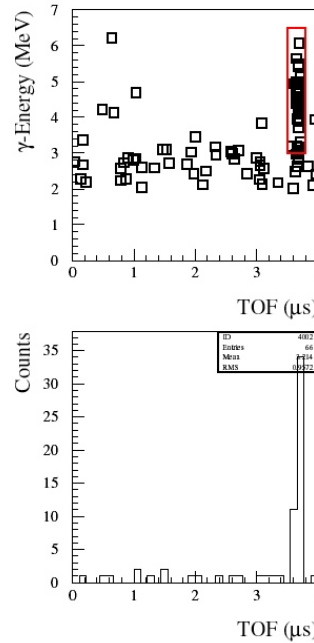 γ-Energy (MeV)
7
6
5
4
3
2
1
0
0 1 2 3
TOF (μs)
Counts
35
30
25
20
15
10
5
0
ID
Entries 66
Mean
RMS
0 1 2 3
TOF (μs)